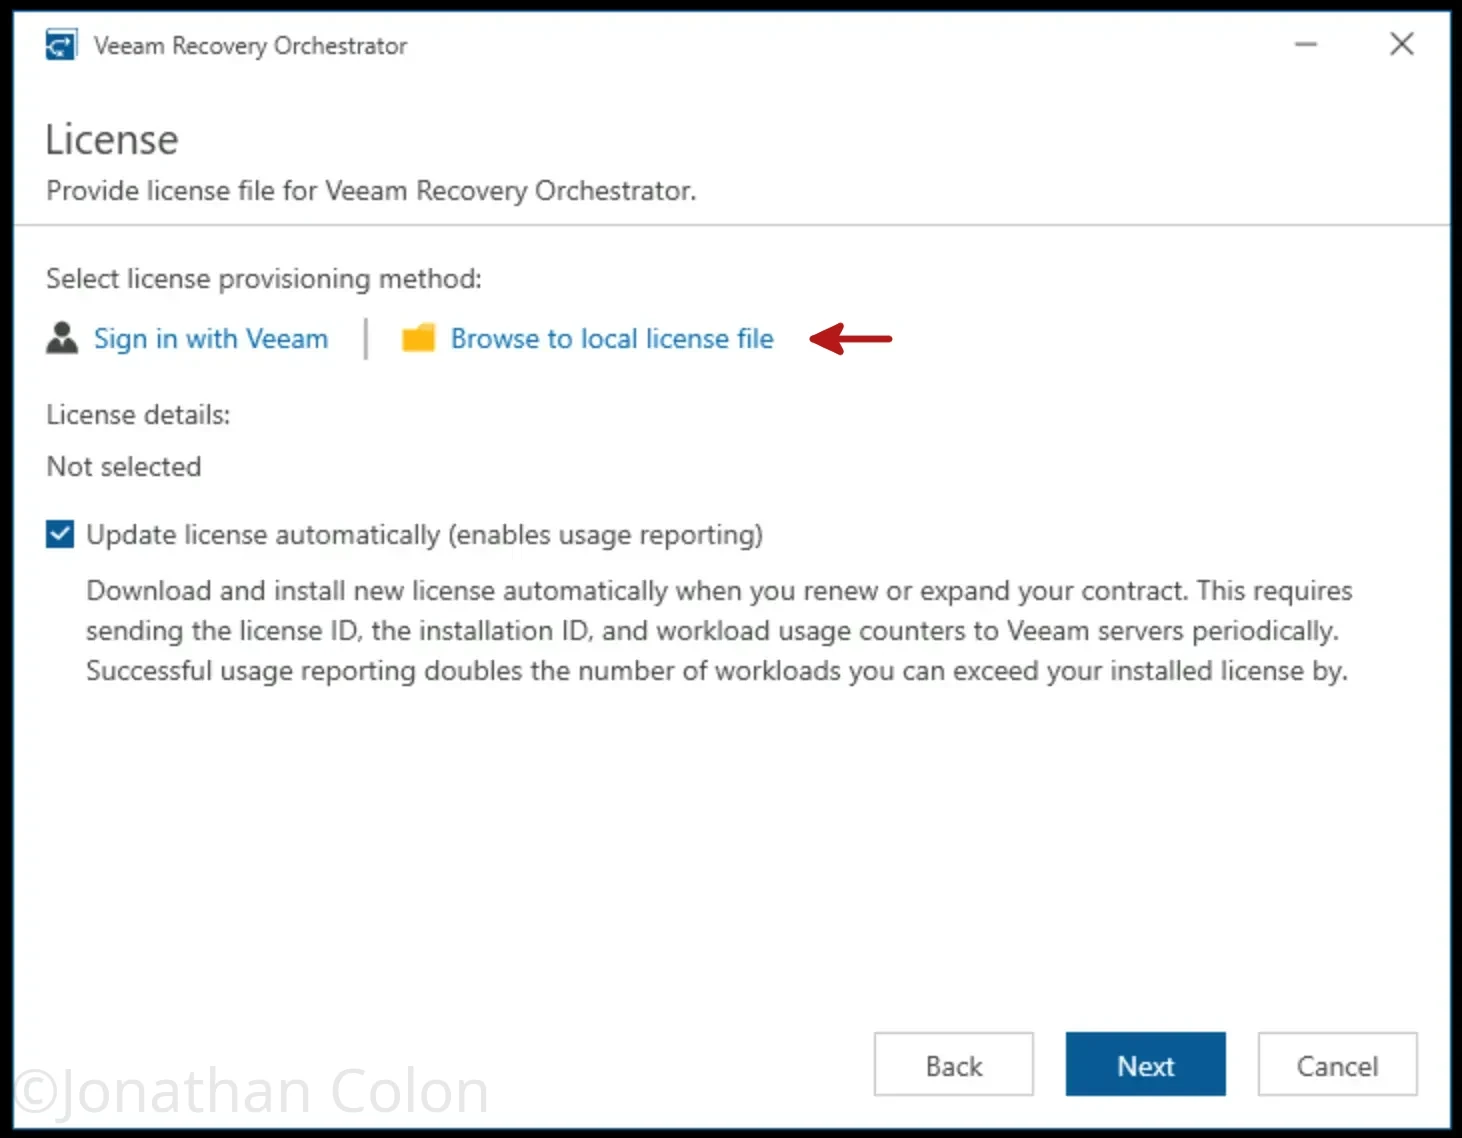 Veeam Recovery Orchestrator
License
Provide license file for Veeam Recovery Orchestrator.
Select license provisioning method:
Sign in with Veeam | Browse to local license file
License details:
Not selected
Update license automatically (enables usage reporting)
Download and install new license automatically when you renew or expand your contract. This requires
sending the license ID, the installation ID, and workload usage counters to Veeam servers periodically.
Successful usage reporting doubles the number of workloads you can exceed your installed license by.
Back Next Cancel
©Jonathan Colon